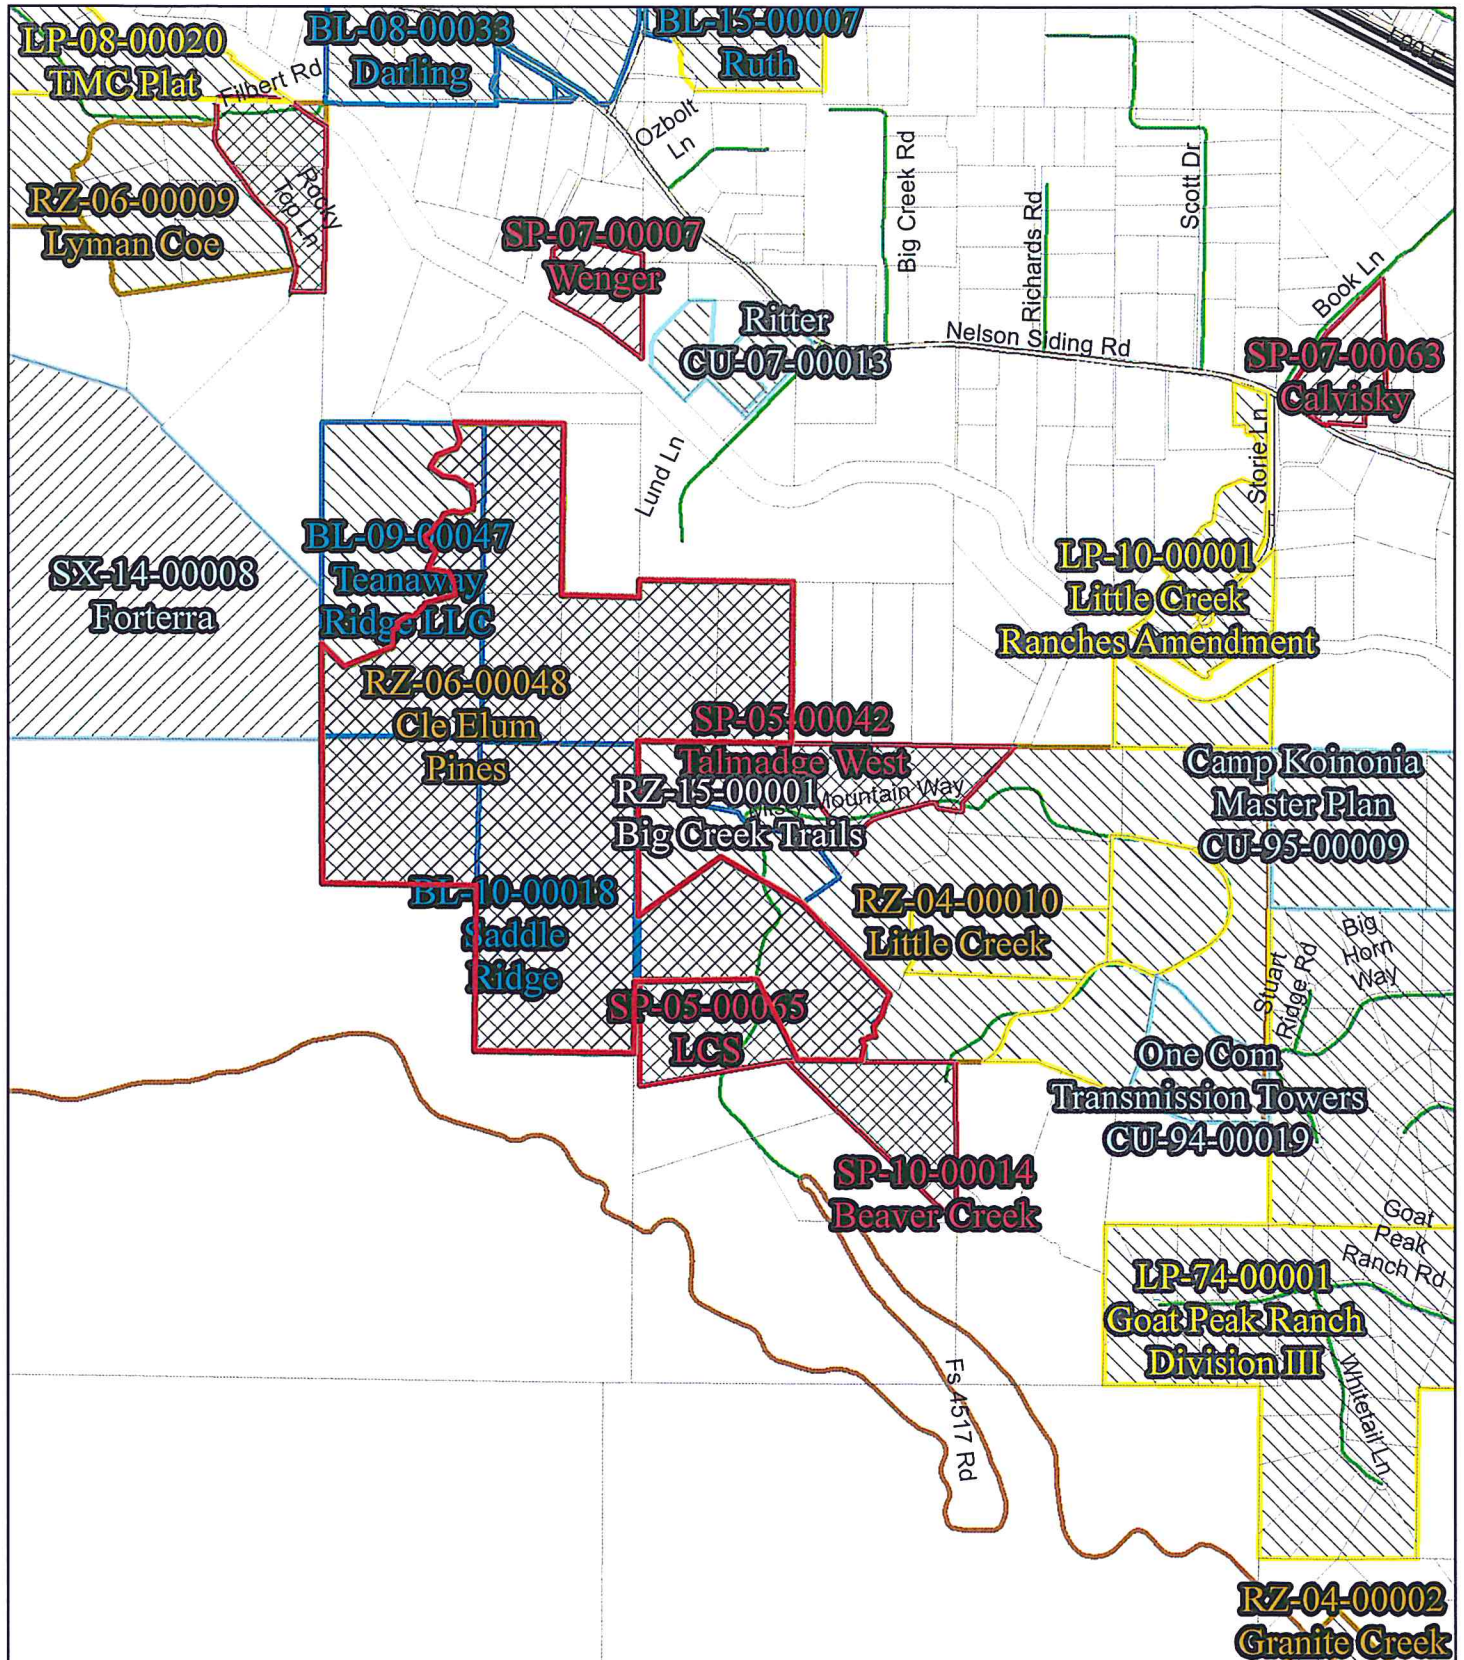 LP-08-00020
TMC Plat
BL-08-00033
Darling
BL-15-00007
Ruth
Filbert Rd
Ozbolt
Ln
Big Creek Rd
Richards Rd
Scott Dr
RZ-06-00009
Lyman Coe
Rocky
Top Ln
SP-07-00007
Wenger
Ritter
CU-07-00013
Nelson Siding Rd
Book Ln
SP-07-00063
Calvisky
Lund Ln
Storie Ln
SX-14-00008
Forterra
BL-09-00047
Teanaway
Ridge LLC
LP-10-00001
Little Creek
Ranches Amendment
RZ-06-00048
Cle Elum
Pines
SP-05-00042
Talmadge West
RZ-15-00001
Mountain Way
Big Creek Trails
Camp Koinonia
Master Plan
CU-95-00009
BL-10-00018
Saddle
Ridge
RZ-04-00010
Little Creek
Big
Horn
Way
Stuart
Ridge Rd
SP-05-00065
LCS
One Com
Transmission Towers
CU-94-00019
SP-10-00014
Beaver Creek
Goat
Peak
Ranch Rd
LP-74-00001
Goat Peak Ranch
Division III
Whitetail Ln
Fs 4517 Rd
RZ-04-00002
Granite Creek